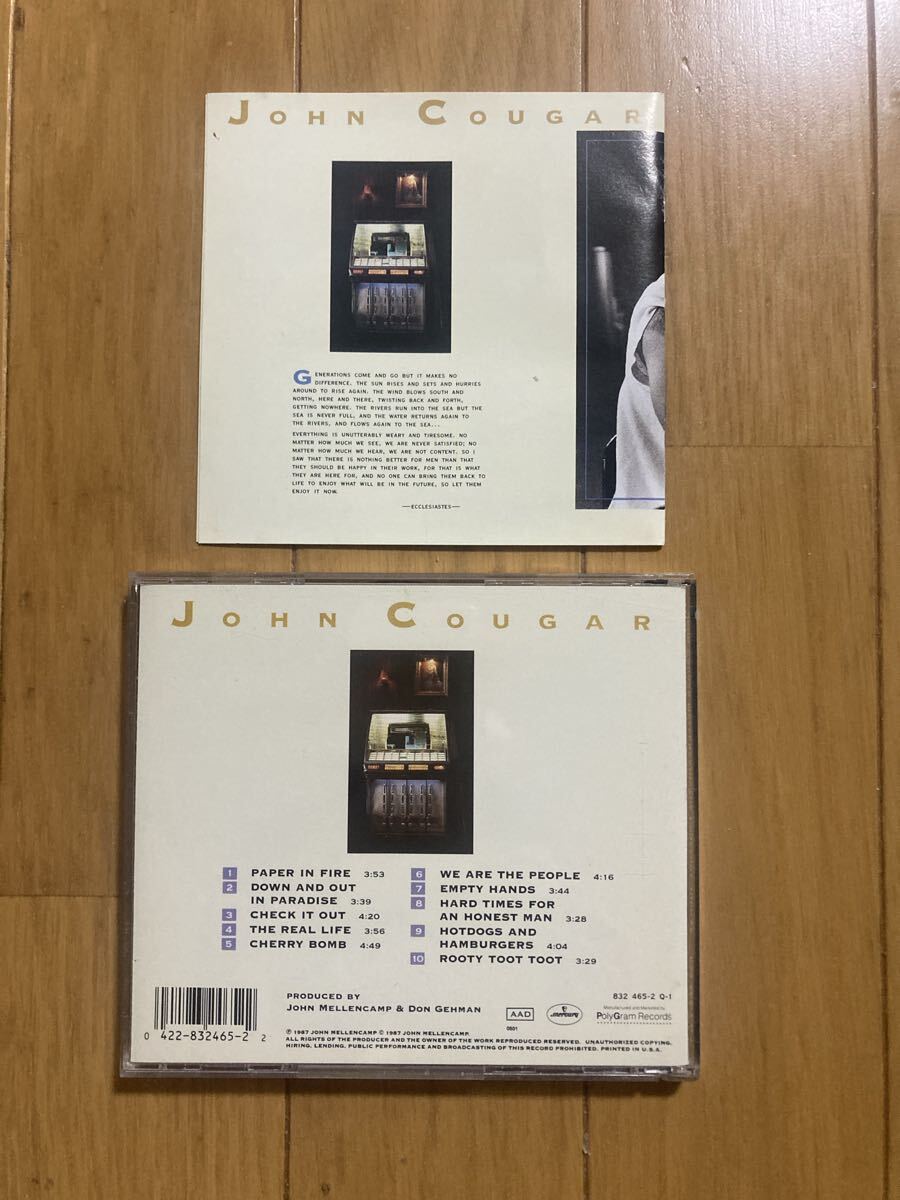 JOHN COUGAR
GENERATIONS COME AND GO BUT IT MAKES NO
DIFFERENCE. THE SUN RISES AND SETS AND HURRIES
AROUND TO RISE AGAIN. THE WIND BLOWS SOUTH AND
NORTH, HERE AND THERE, TWISTING BACK AND FORTH,
GETTING NOWHERE. THE RIVERS RUN INTO THE SEA BUT THE
SEA IS NEVER FULL, AND THE WATER RETURNS AGAIN TO
THE RIVERS, AND FLOWS AGAIN TO THE SEA...
EVERYTHING IS UNUTTERABLY WEARY AND TIRESOME. NO
MATTER HOW MUCH WE SEE, WE ARE NEVER SATISFIED; NO
MATTER HOW MUCH WE HEAR, WE ARE NOT CONTENT. SO I
SAW THAT THERE IS NOTHING BETTER FOR MEN THAN THAT
THEY SHOULD BE HAPPY IN THEIR WORK, FOR THAT IS WHAT
THEY ARE HERE FOR, AND NO ONE CAN BRING THEM BACK TO
LIFE TO ENJOY WHAT WILL BE IN THE FUTURE, SO LET THEM
ENJOY IT NOW.
—ECCLESIASTES—
JOHN COUGAR
1 PAPER IN FIRE 3:53
2 DOWN AND OUT
IN PARADISE 3:39
3 CHECK IT OUT 4:20
4 THE REAL LIFE 3:56
5 CHERRY BOMB 4:49
6 WE ARE THE PEOPLE 4:16
7 EMPTY HANDS 3:44
8 HARD TIMES FOR
AN HONEST MAN 3:28
9 HOTDOGS AND
HAMBURGERS 4:04
10 ROOTY TOOT TOOT 3:29
PRODUCED BY
JOHN MELLENCAMP & DON GEHMAN
AAD
0501
mercury
832 465-2 Q-1
Manufactured and Marketed by
PolyGram Records
0 422-832465-2 2
℗ 1987 JOHN MELLENCAMP © 1987 JOHN MELLENCAMP.
ALL RIGHTS OF THE PRODUCER AND THE OWNER OF THE WORK REPRODUCED RESERVED. UNAUTHORIZED COPYING,
HIRING, LENDING, PUBLIC PERFORMANCE AND BROADCASTING OF THIS RECORD PROHIBITED. PRINTED IN U.S.A.